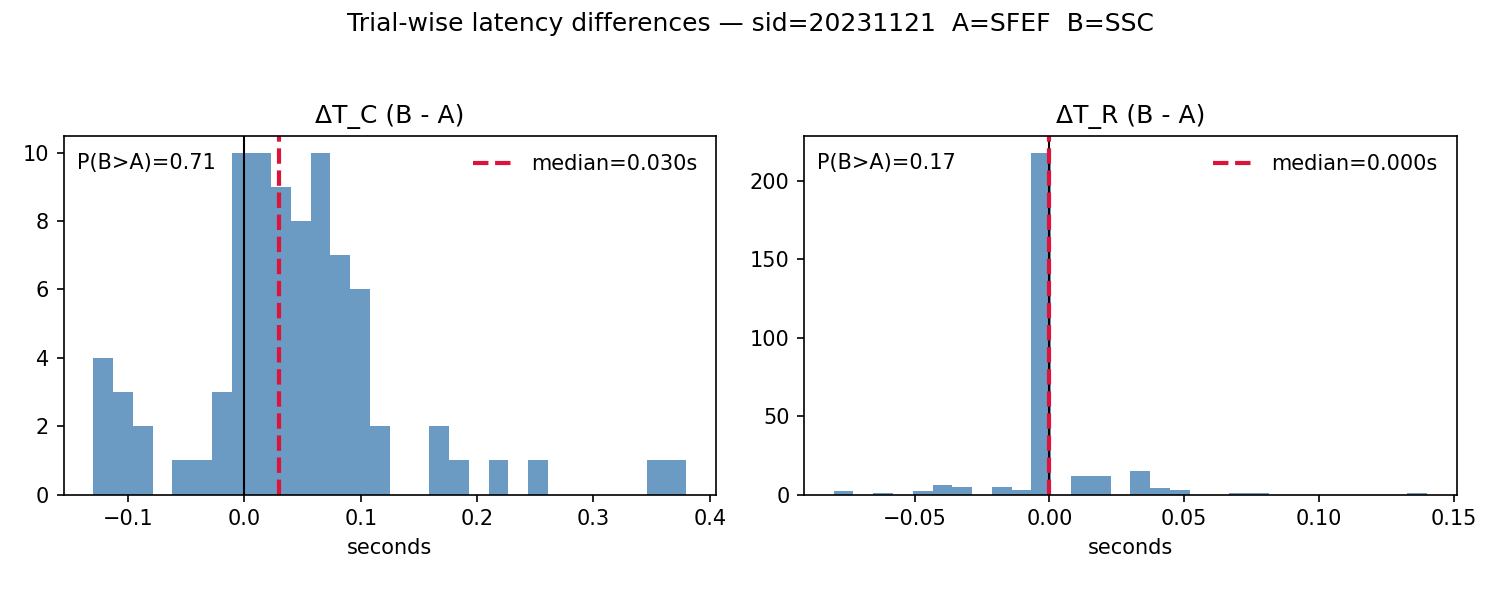 Trial-wise latency differences — sid=20231121  A=SFEF  B=SSC
ΔT_C (B - A)
P(B>A)=0.71
median=0.030s
10
8
6
4
2
0
−0.1
0.0
0.1
0.2
0.3
0.4
seconds
ΔT_R (B - A)
P(B>A)=0.17
median=0.000s
200
150
100
50
0
−0.05
0.00
0.05
0.10
0.15
seconds